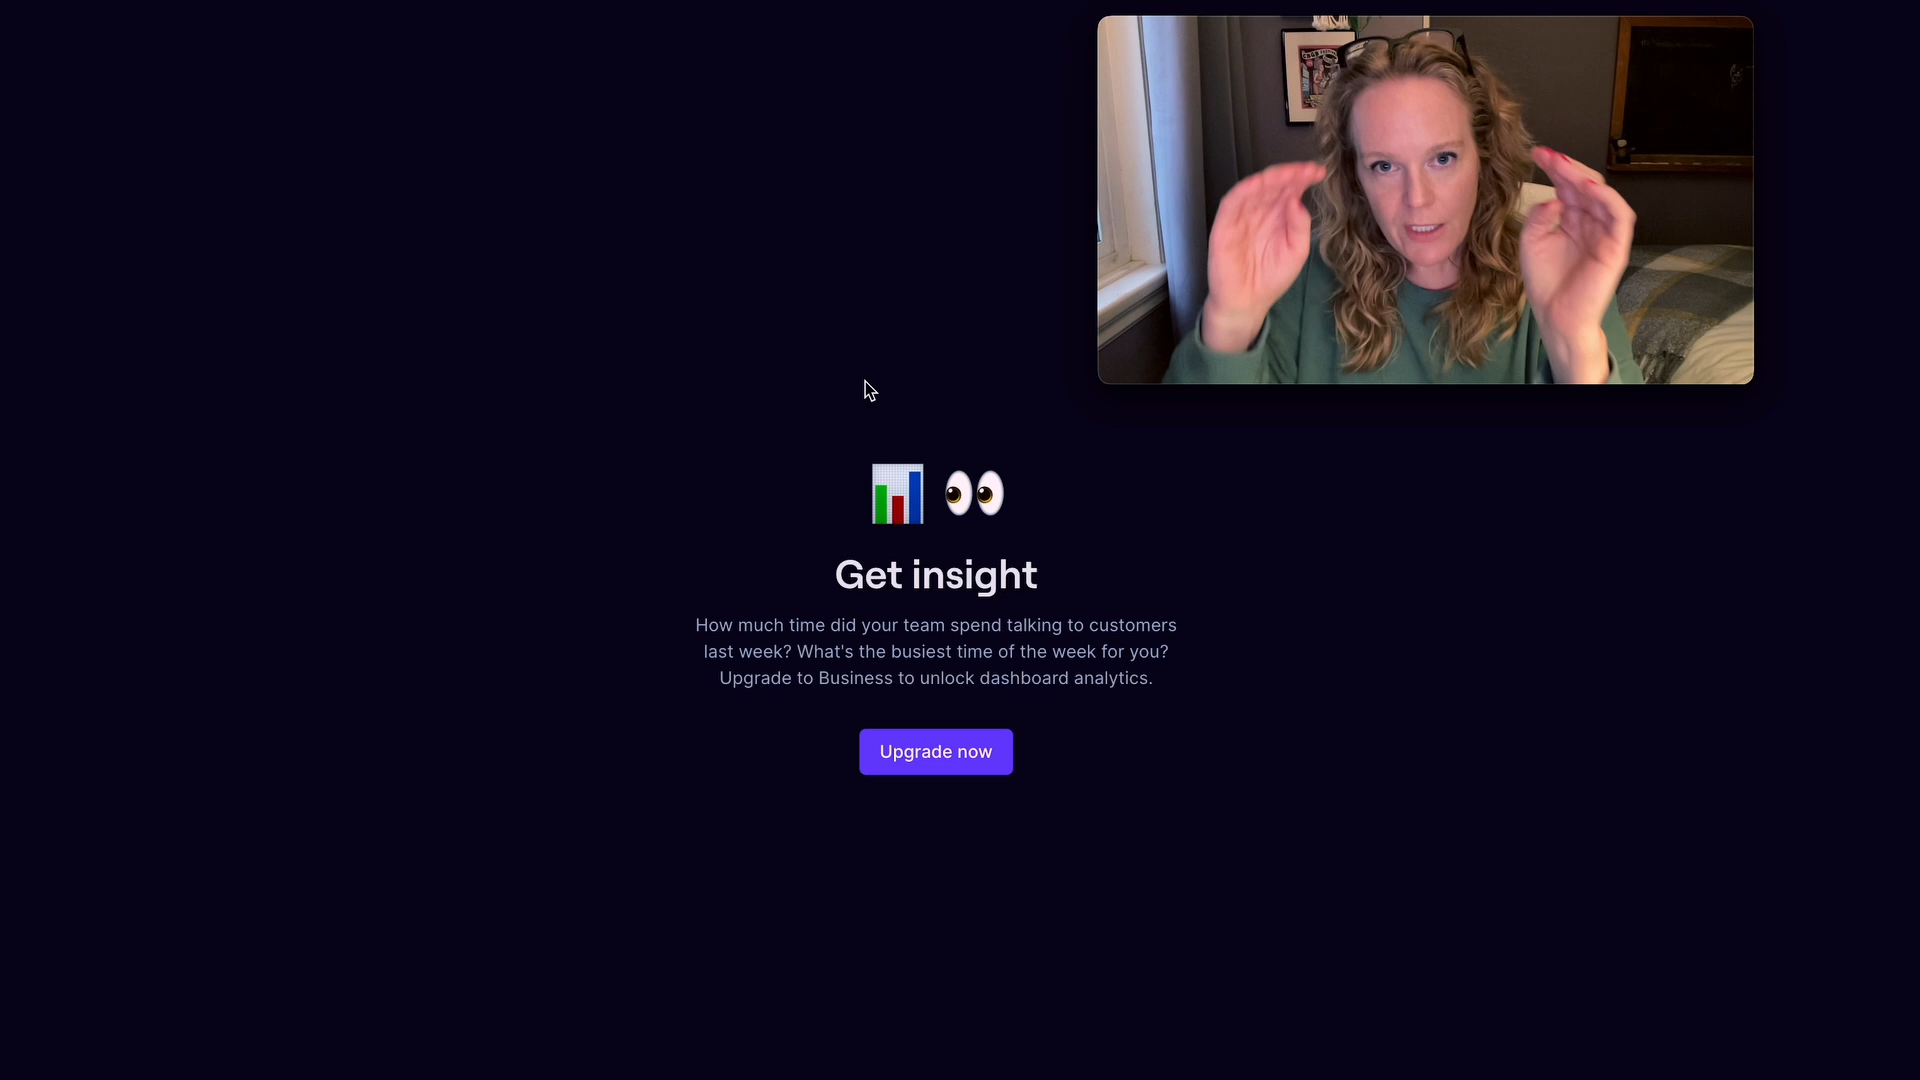 Get insight
How much time did your team spend talking to customers
last week? What's the busiest time of the week for you?
Upgrade to Business to unlock dashboard analytics.
Upgrade now